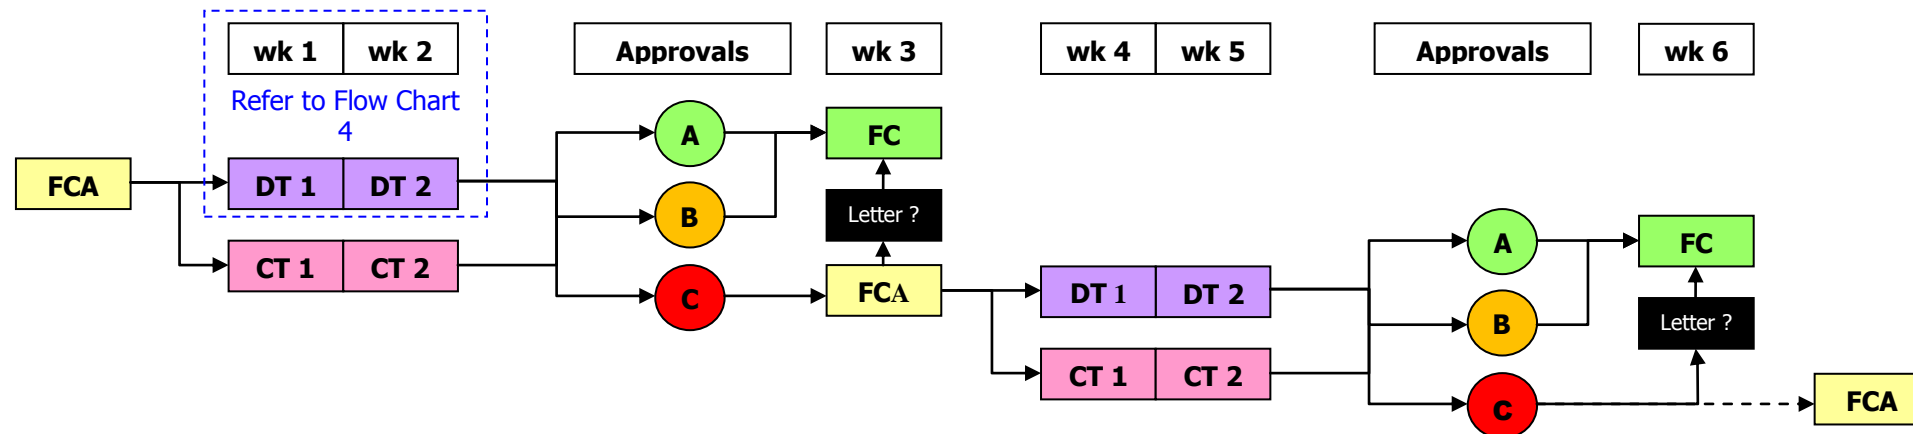 wk 1 wk 2 Approvals wk 3 wk 4 wk 5 Approvals wk 6
Refer to Flow Chart
4
A FC
FCA DT 1 DT 2
B Letter ? A FC
CT 1 CT 2
C FCA DT 1 DT 2
B Letter ?
CT 1 CT 2
C FCA